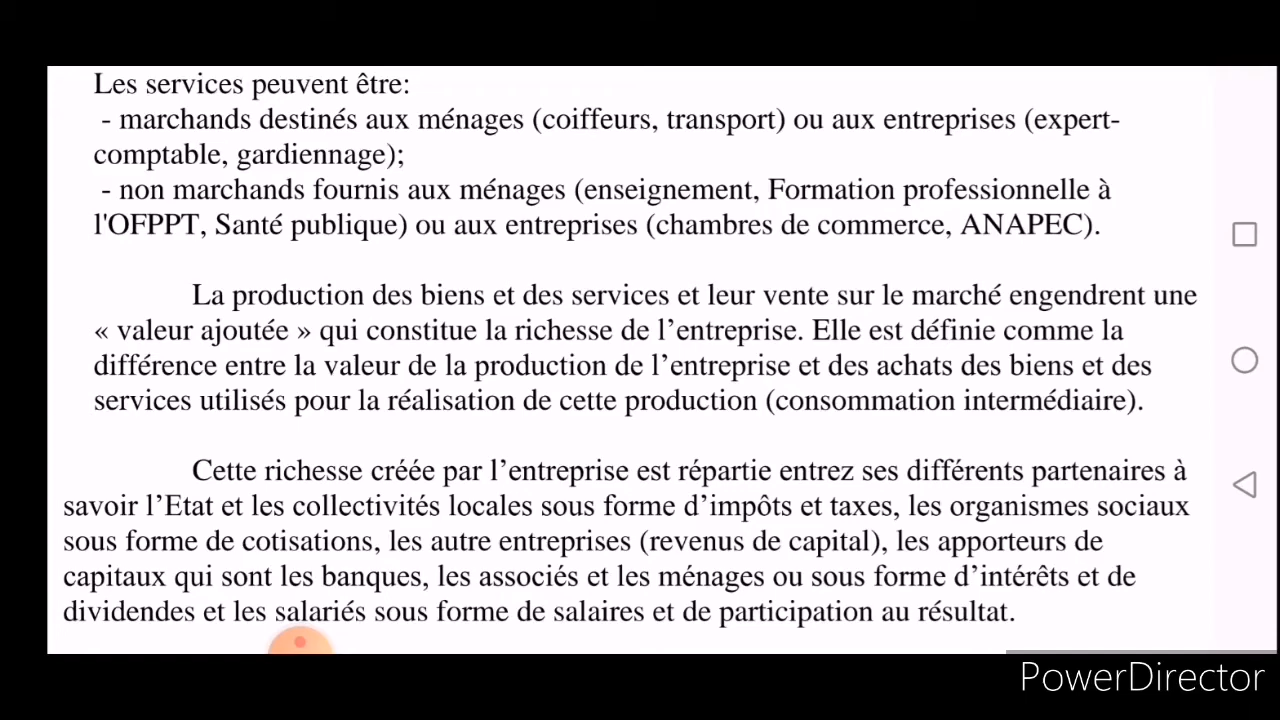 Les services peuvent être:
- marchands destinés aux ménages (coiffeurs, transport) ou aux entreprises (expert-
comptable, gardiennage);
- non marchands fournis aux ménages (enseignement, Formation professionnelle à
l'OFPPT, Santé publique) ou aux entreprises (chambres de commerce, ANAPEC).
La production des biens et des services et leur vente sur le marché engendrent une
« valeur ajoutée » qui constitue la richesse de l’entreprise. Elle est définie comme la
différence entre la valeur de la production de l’entreprise et des achats des biens et des
services utilisés pour la réalisation de cette production (consommation intermédiaire).
Cette richesse créée par l’entreprise est répartie entrez ses différents partenaires à
savoir l’Etat et les collectivités locales sous forme d’impôts et taxes, les organismes sociaux
sous forme de cotisations, les autre entreprises (revenus de capital), les apporteurs de
capitaux qui sont les banques, les associés et les ménages ou sous forme d’intérêts et de
dividendes et les salariés sous forme de salaires et de participation au résultat.
PowerDirector